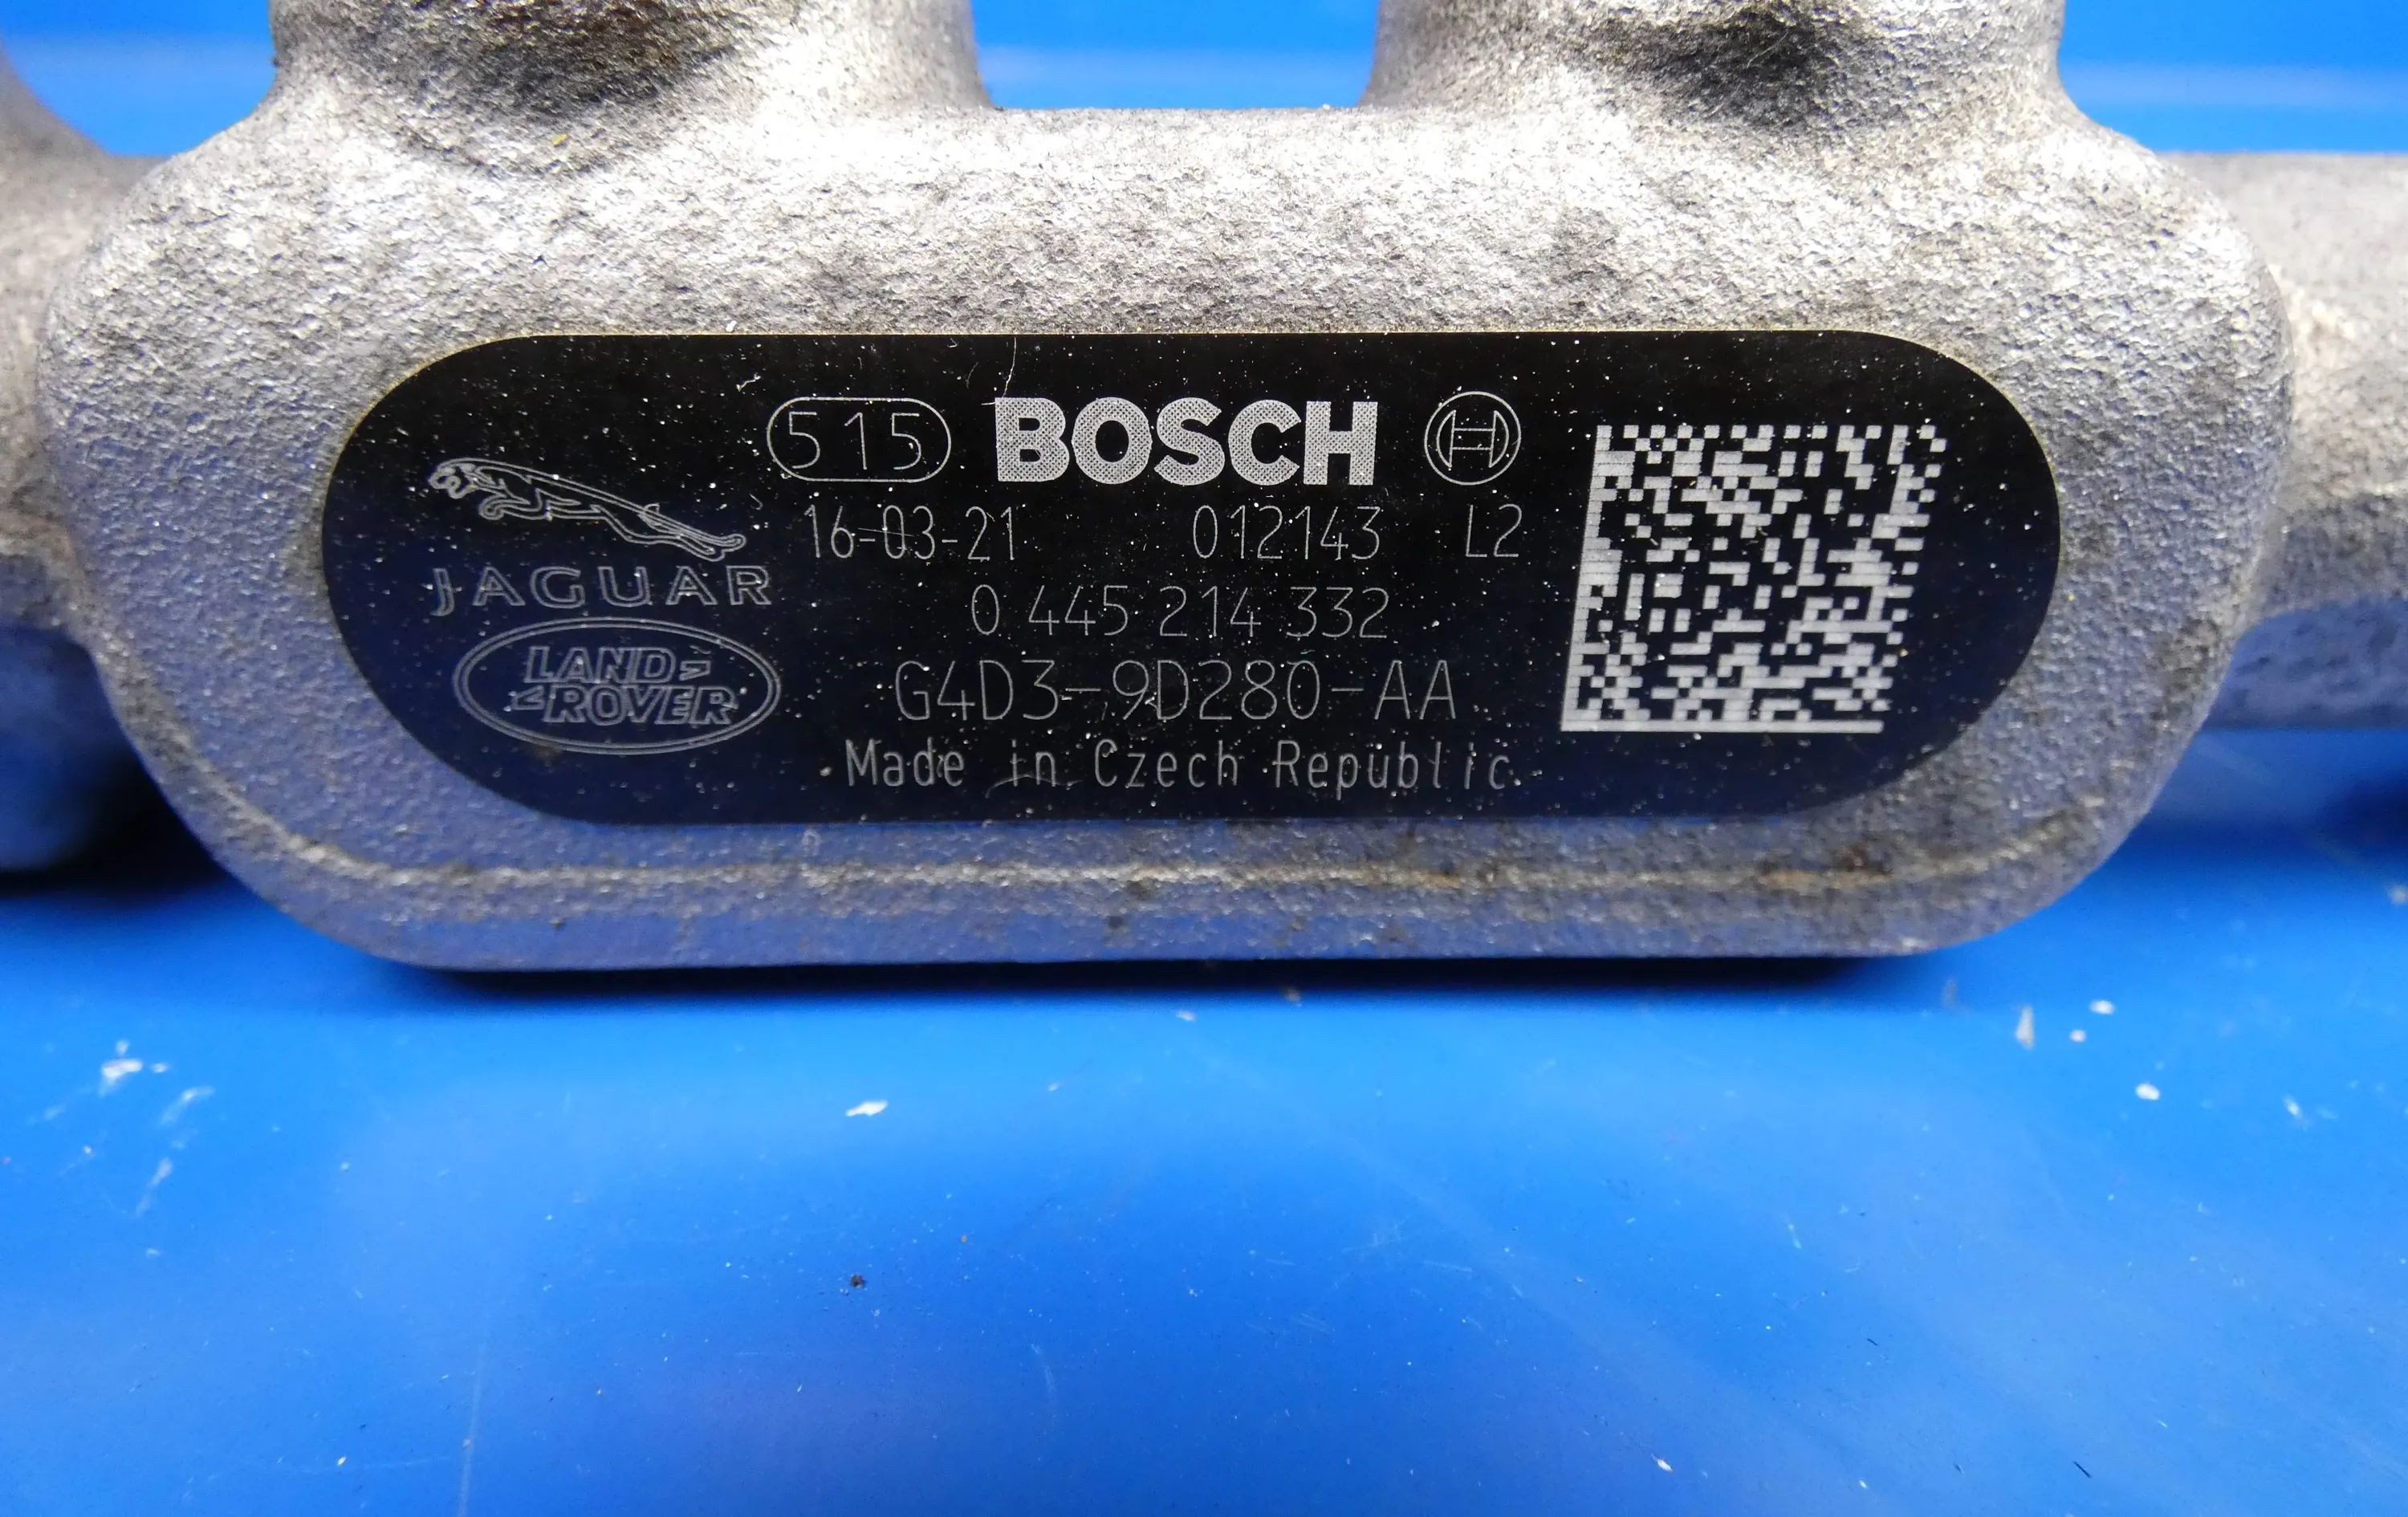 515 BOSCH
16-03-21 012143 L2
JAGUAR
0 445 214 332
LAND
ROVER
G4D3-9D280-AA
Made in Czech Republic